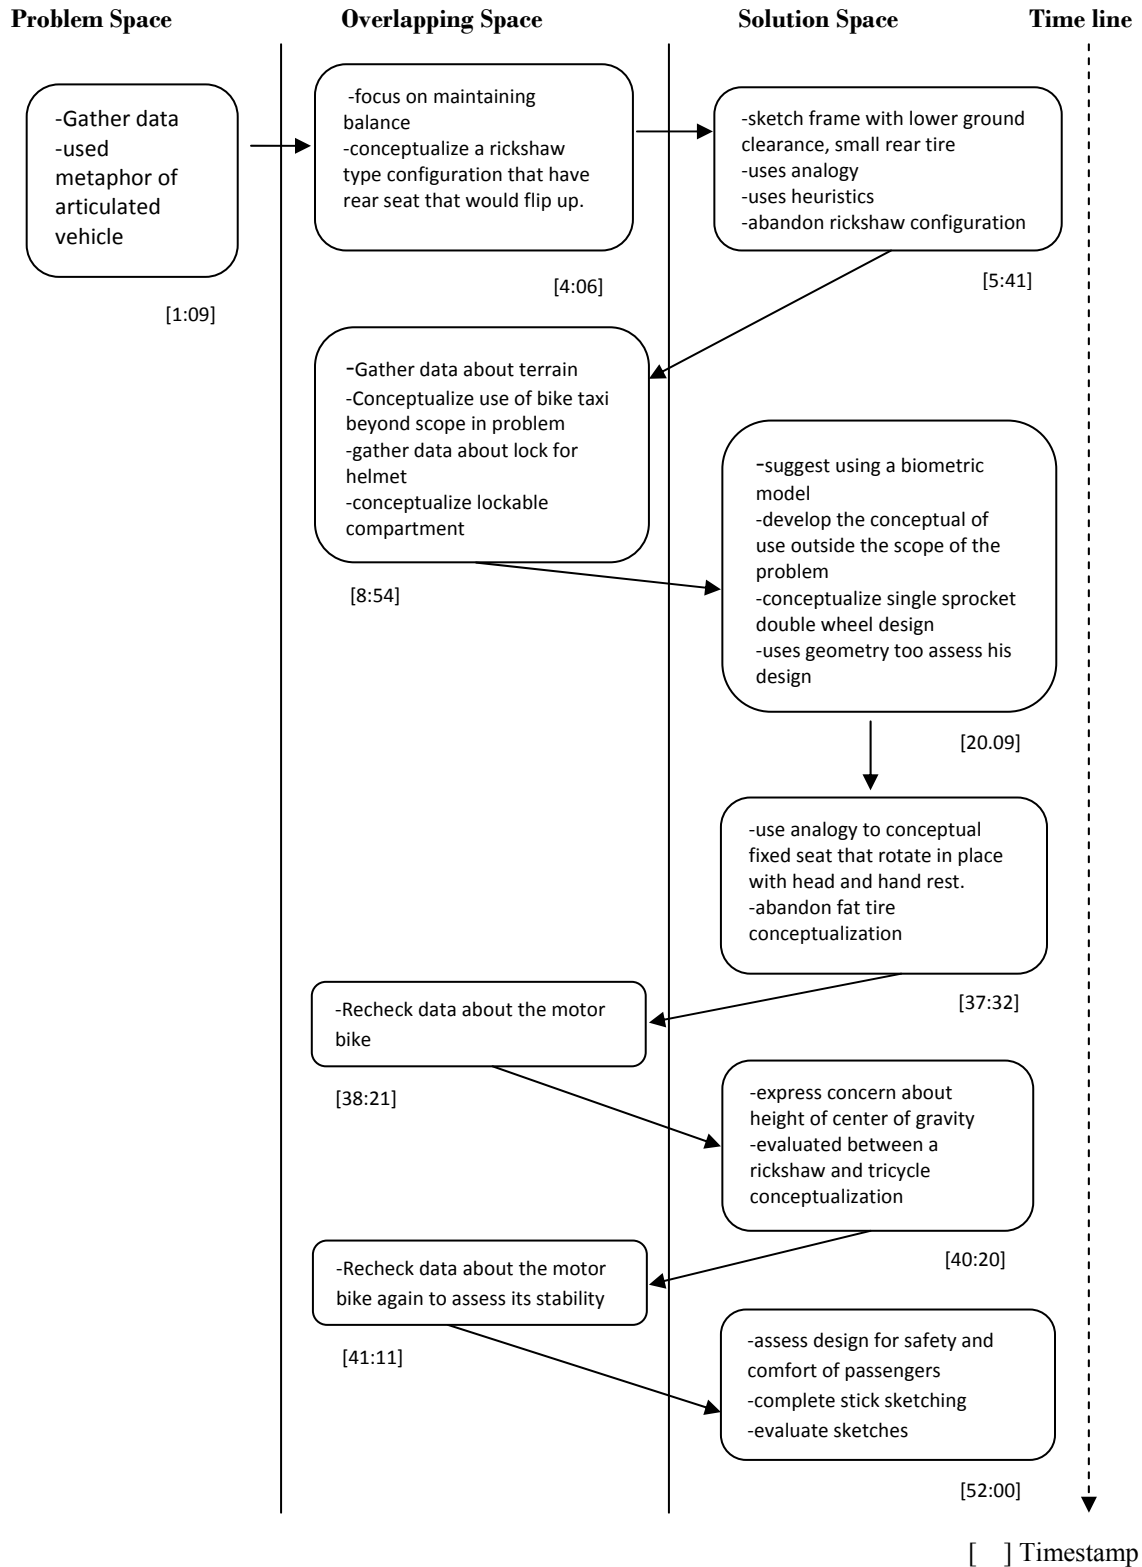 Problem Space
Overlapping Space
Solution Space
Time line
-Gather data
-used
metaphor of
articulated
vehicle
[1:09]
-focus on maintaining
balance
-conceptualize a rickshaw
type configuration that have
rear seat that would flip up.
[4:06]
-sketch frame with lower ground
clearance, small rear tire
-uses analogy
-uses heuristics
-abandon rickshaw configuration
[5:41]
-Gather data about terrain
-Conceptualize use of bike taxi
beyond scope in problem
-gather data about lock for
helmet
-conceptualize lockable
compartment
[8:54]
-suggest using a biometric
model
-develop the conceptual of
use outside the scope of the
problem
-conceptualize single sprocket
double wheel design
-uses geometry too assess his
design
[20.09]
-use analogy to conceptual
fixed seat that rotate in place
with head and hand rest.
-abandon fat tire
conceptualization
[37:32]
-Recheck data about the motor
bike
[38:21]
-express concern about
height of center of gravity
-evaluated between a
rickshaw and tricycle
conceptualization
[40:20]
-Recheck data about the motor
bike again to assess its stability
[41:11]
-assess design for safety and
comfort of passengers
-complete stick sketching
-evaluate sketches
[52:00]
[ ] Timestamp